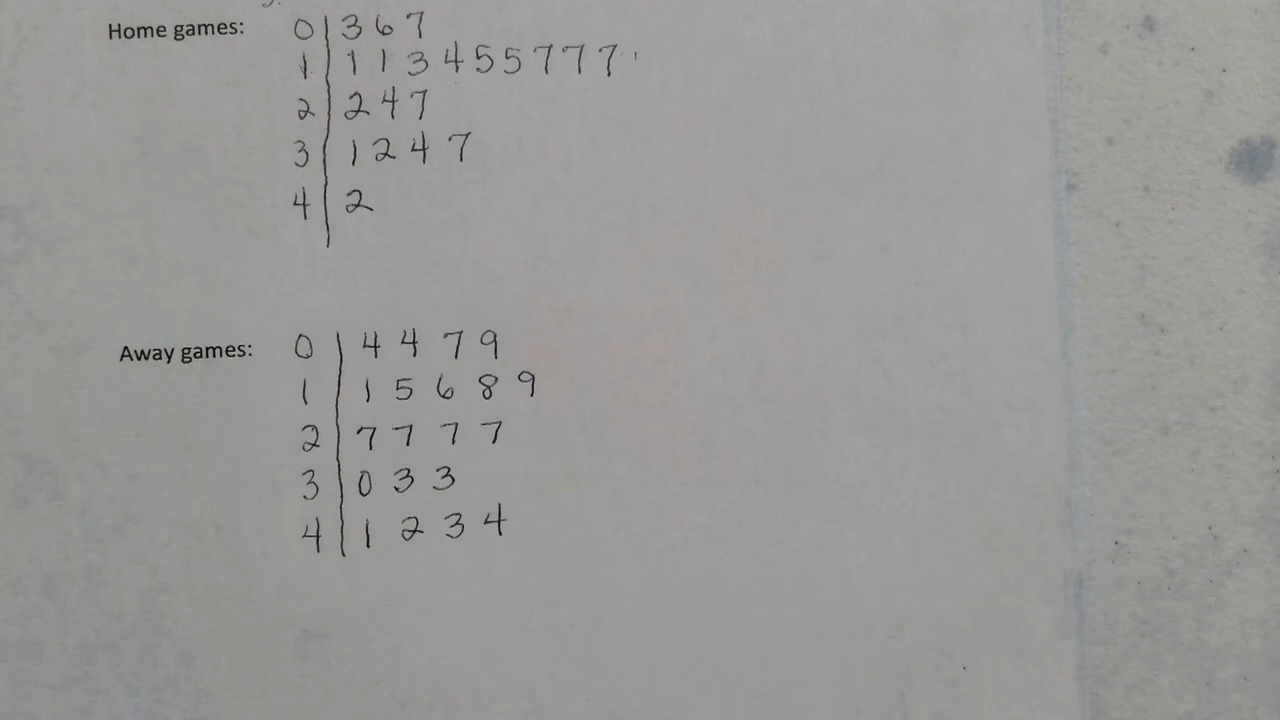 Home games: 0 | 3 6 7
1 | 1 1 3 4 5 5 7 7 7
2 | 2 4 7
3 | 1 2 4 7
4 | 2
Away games: 0 | 4 4 7 9
1 | 1 5 6 8 9
2 | 7 7 7 7
3 | 0 3 3
4 | 1 2 3 4